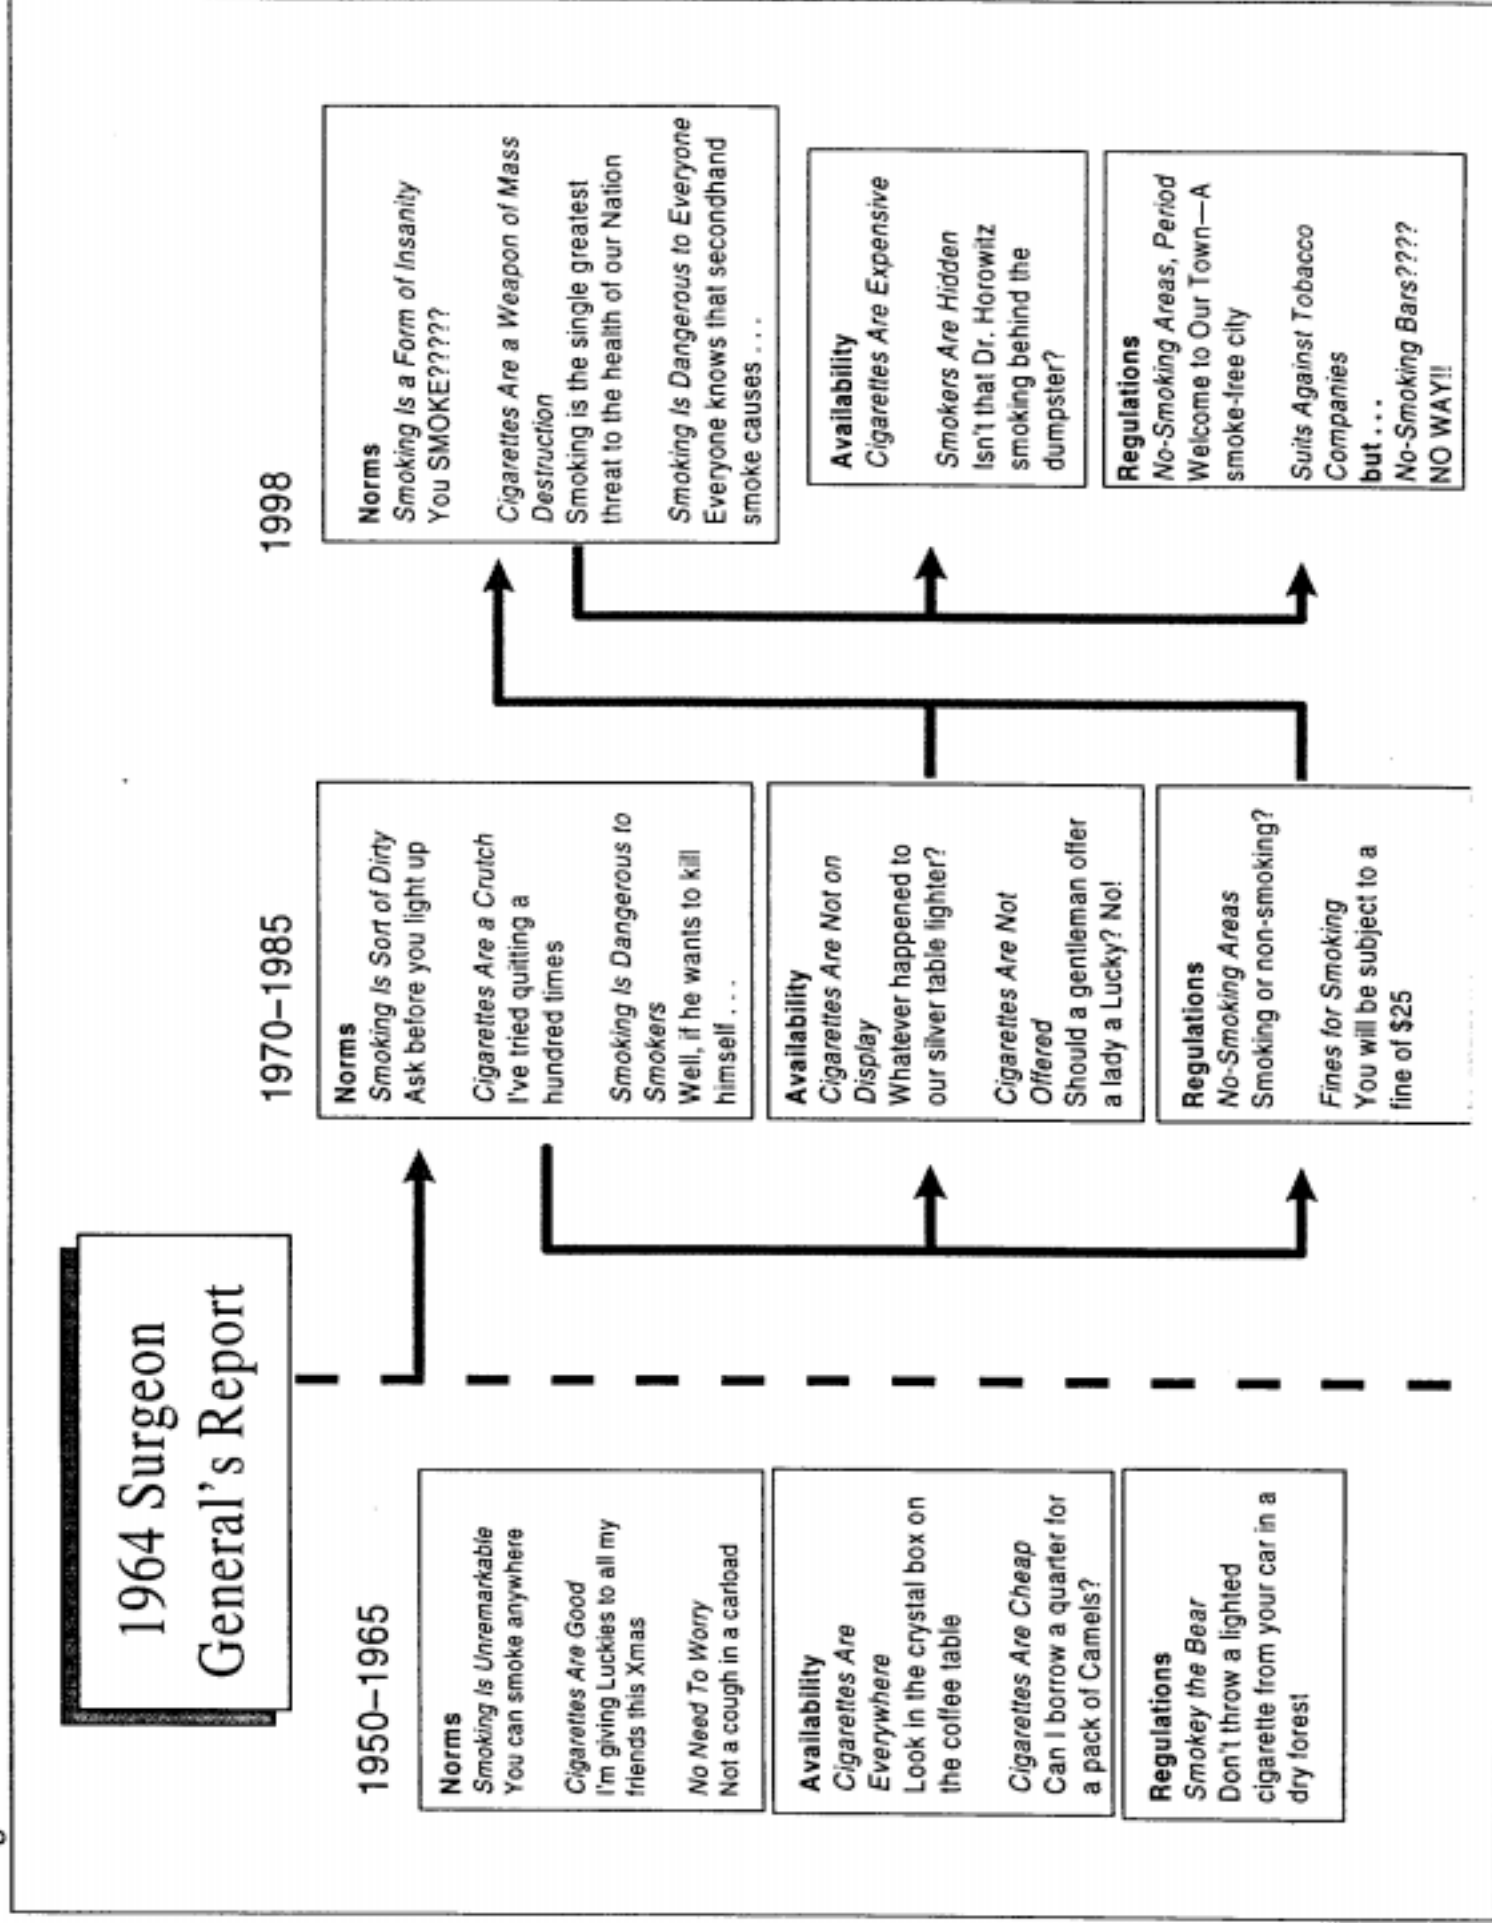 1964 Surgeon
General's Report
1950–1965
Norms
Smoking Is Unremarkable
You can smoke anywhere
Cigarettes Are Good
I'm giving Luckies to all my
friends this Xmas
No Need To Worry
Not a cough in a carload
Availability
Cigarettes Are
Everywhere
Look in the crystal box on
the coffee table
Cigarettes Are Cheap
Can I borrow a quarter for
a pack of Camels?
Regulations
Smokey the Bear
Don't throw a lighted
cigarette from your car in a
dry forest
1970–1985
Norms
Smoking Is Sort of Dirty
Ask before you light up
Cigarettes Are a Crutch
I've tried quitting a
hundred times
Smoking Is Dangerous to
Smokers
Well, if he wants to kill
himself . . .
Availability
Cigarettes Are Not on
Display
Whatever happened to
our silver table lighter?
Cigarettes Are Not
Offered
Should a gentleman offer
a lady a Lucky? No!
Regulations
No-Smoking Areas
Smoking or non-smoking?
Fines for Smoking
You will be subject to a
fine of $25
1998
Norms
Smoking Is a Form of Insanity
You SMOKE?????
Cigarettes Are a Weapon of Mass
Destruction
Smoking is the single greatest
threat to the health of our Nation
Smoking Is Dangerous to Everyone
Everyone knows that secondhand
smoke causes . . .
Availability
Cigarettes Are Expensive
Smokers Are Hidden
Isn't that Dr. Horowitz
smoking behind the
dumpster?
Regulations
No-Smoking Areas, Period
Welcome to Our Town—A
smoke-free city
Suits Against Tobacco
Companies
but . . .
No-Smoking Bars????
NO WAY!!